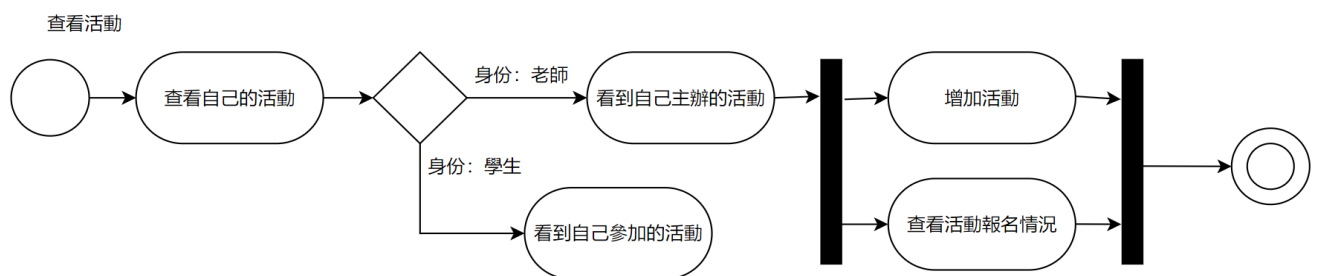 查看活動
查看自己的活動
身份：老師
看到自己主辦的活動
增加活動
身份：學生
看到自己參加的活動
查看活動報名情況